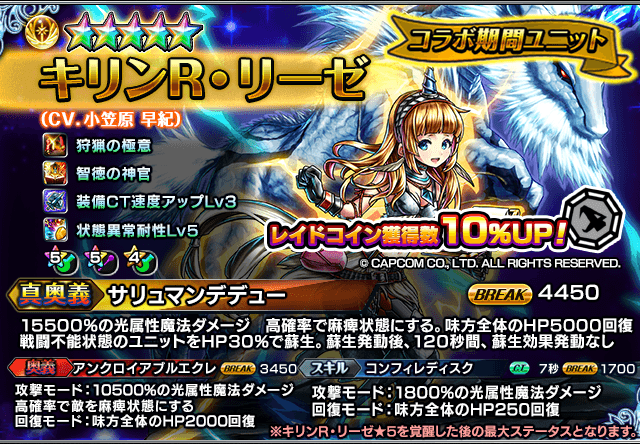 コラボ期間ユニット
キリンR・リーゼ
(CV.小笠原 早紀)
狩猟の極意
智徳の神官
装備CT速度アップLv3
状態異常耐性Lv5
5 5 4
レイドコイン獲得数10%UP!
© CAPCOM CO., LTD. ALL RIGHTS RESERVED.
真奥義 サリュマンデデュー BREAK 4450
15500%の光属性魔法ダメージ 高確率で麻痺状態にする。味方全体のHP5000回復
戦闘不能状態のユニットをHP30%で蘇生。蘇生発動後、120秒間、蘇生効果発動なし
奥義 アンクロイアブルエクレ BREAK 3450
攻撃モード:10500%の光属性魔法ダメージ
高確率で敵を麻痺状態にする
回復モード:味方全体のHP2000回復
スキル コンフィレディスク CT 7秒 BREAK 1700
攻撃モード:1800%の光属性魔法ダメージ
回復モード:味方全体のHP250回復
※キリンR・リーゼ★5を覚醒した後の最大ステータスとなります。